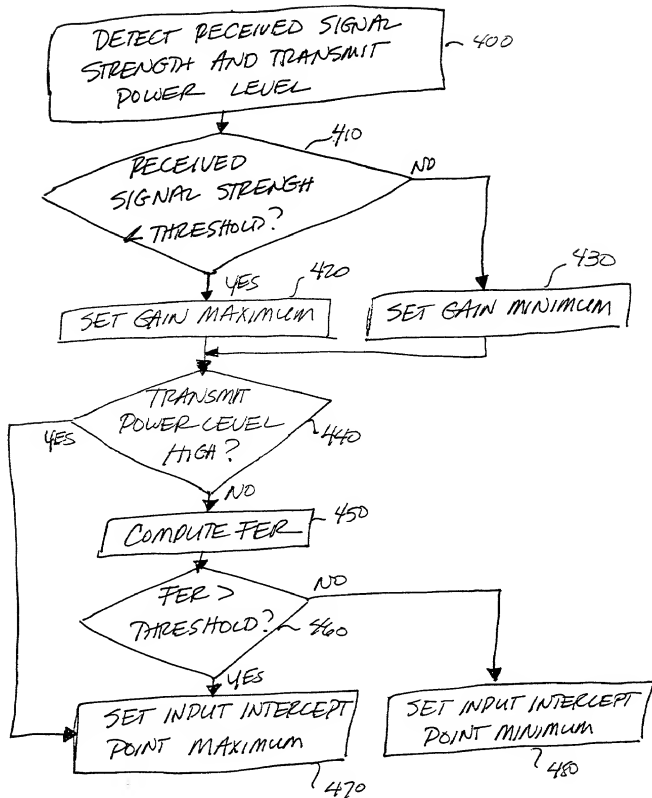 DETECT RECEIVED SIGNAL
STRENGTH AND TRANSMIT
POWER LEVEL
400
410
RECEIVED
SIGNAL STRENGH
< THRESHOLD?
NO
YES
420
430
SET GAIN MAXIMUM
SET GAIN MINIMUM
TRANSMIT
POWER LEVEL
HIGH?
YES
440
NO
450
COMPUTE FER
FER >
THRESHOLD?
NO
460
YES
SET INPUT INTERCEPT
POINT MAXIMUM
470
SET INPUT INTERCEPT
POINT MINIMUM
480